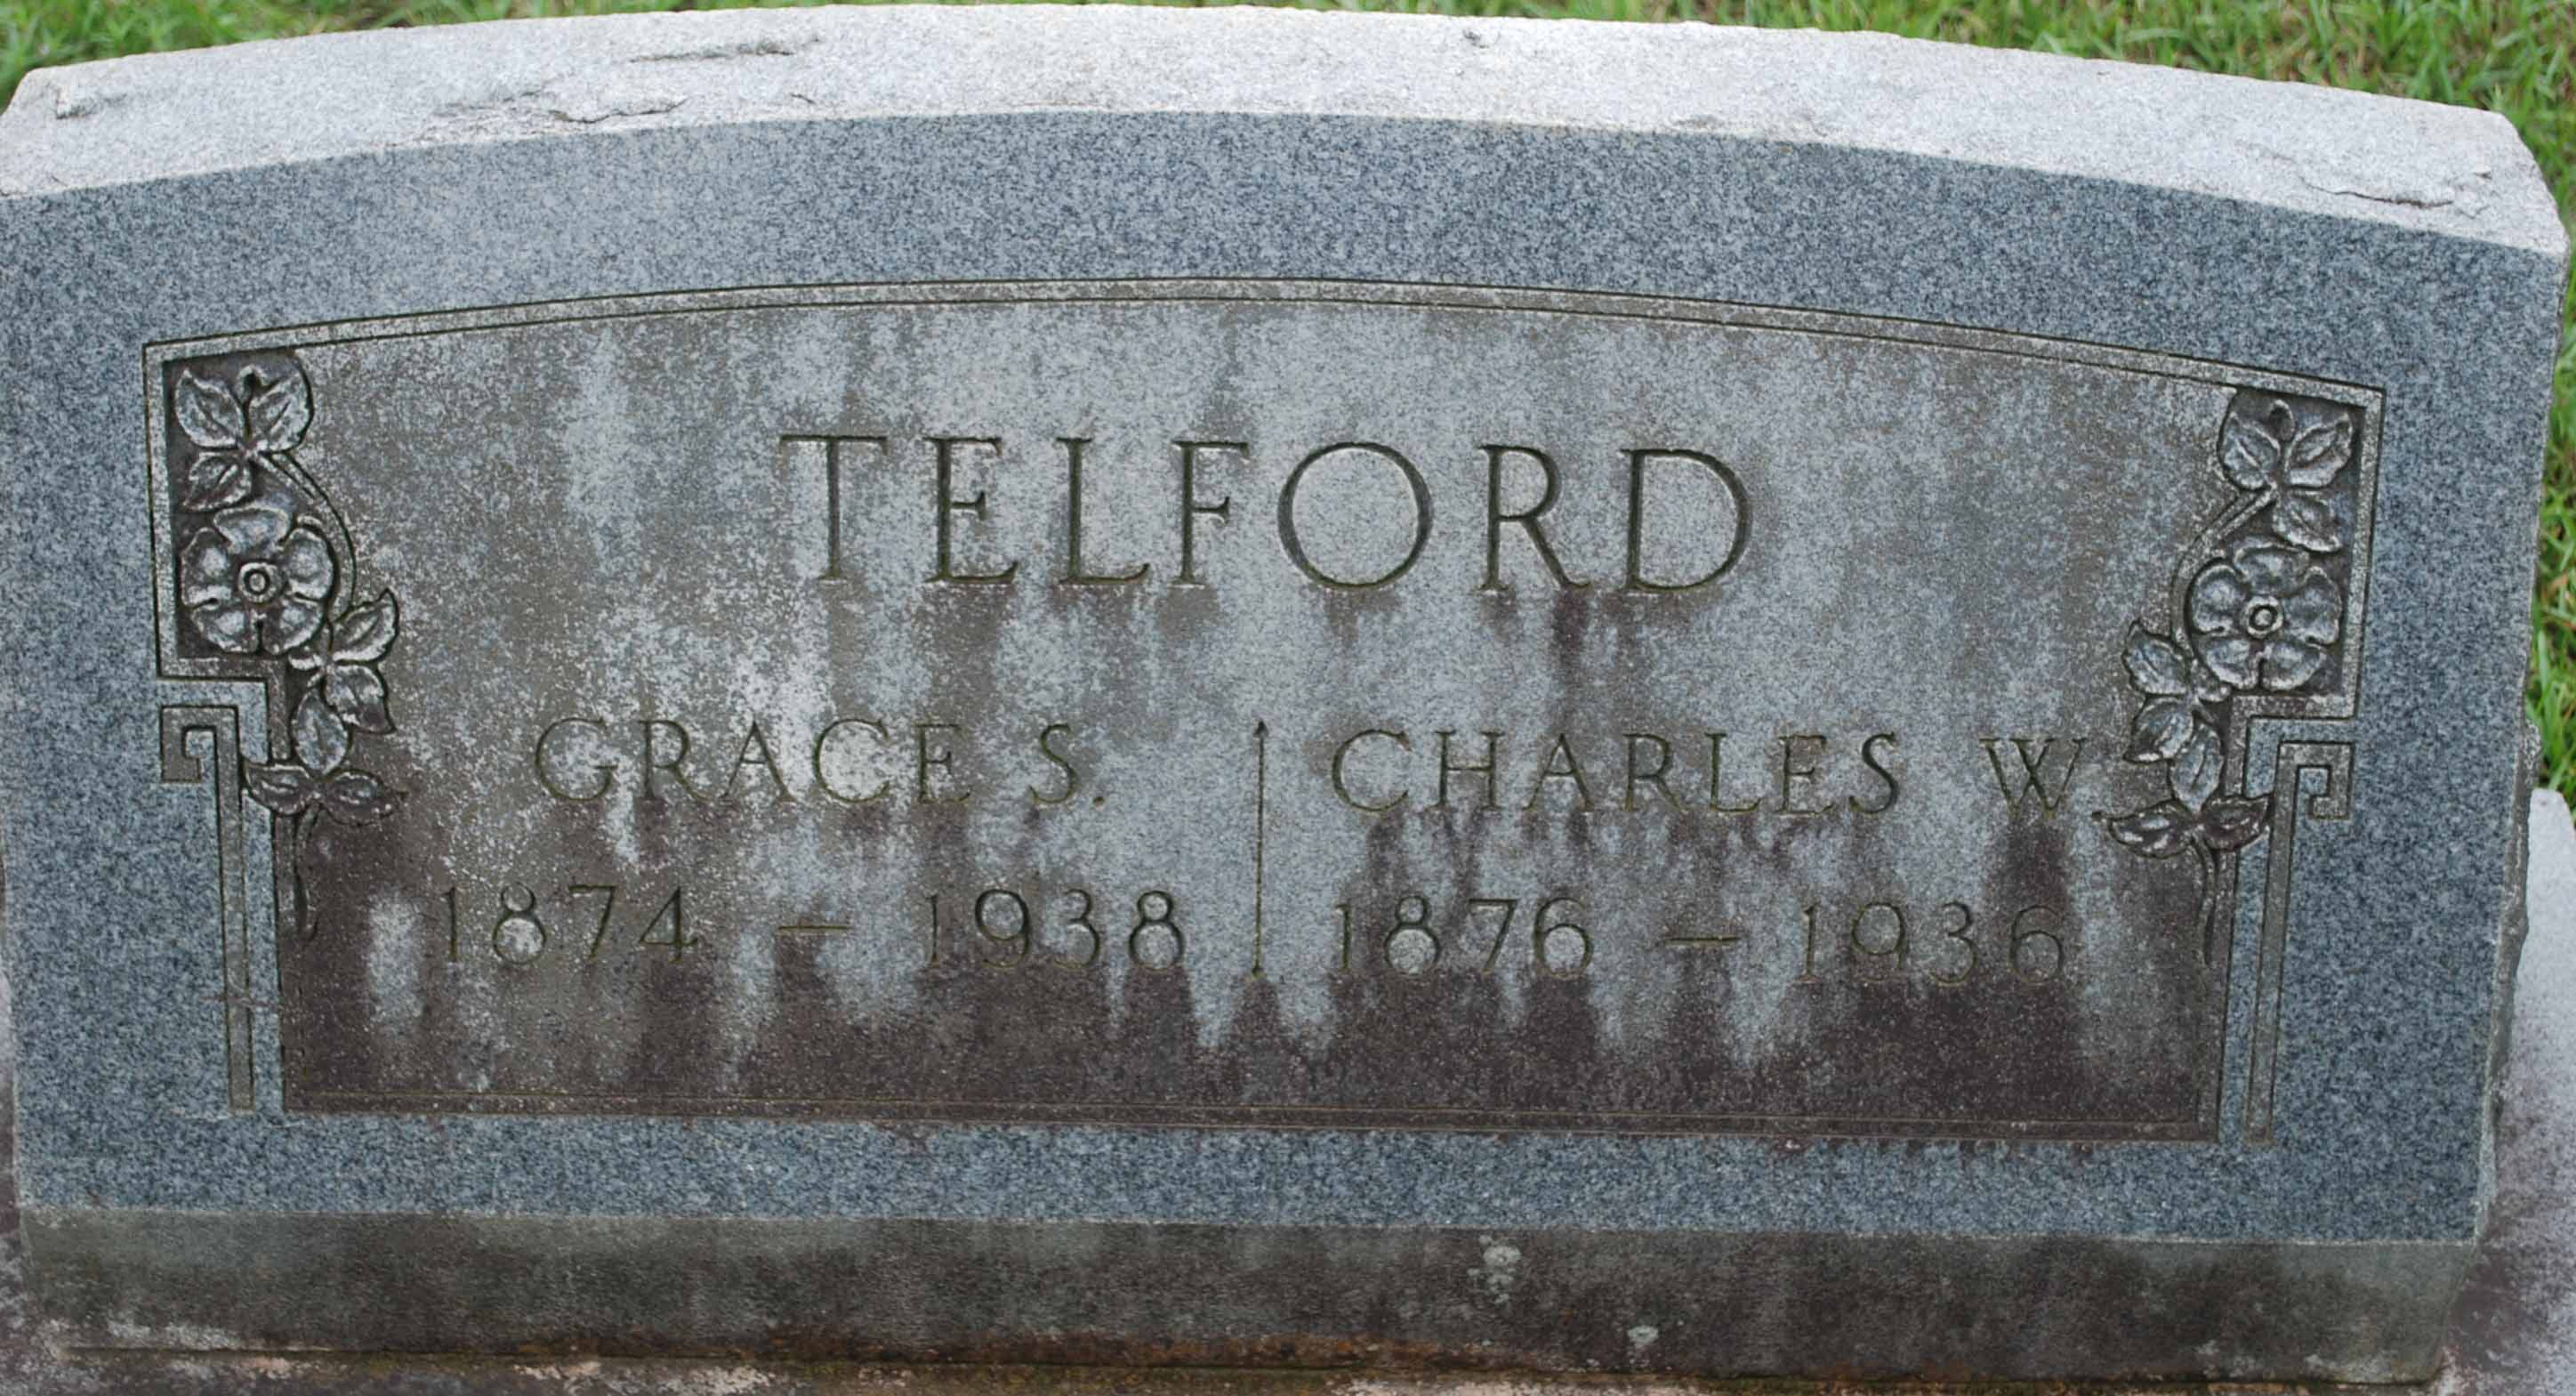 TELFORD
GRACE S. CHARLES W.
1874 – 1938 1876 – 1936